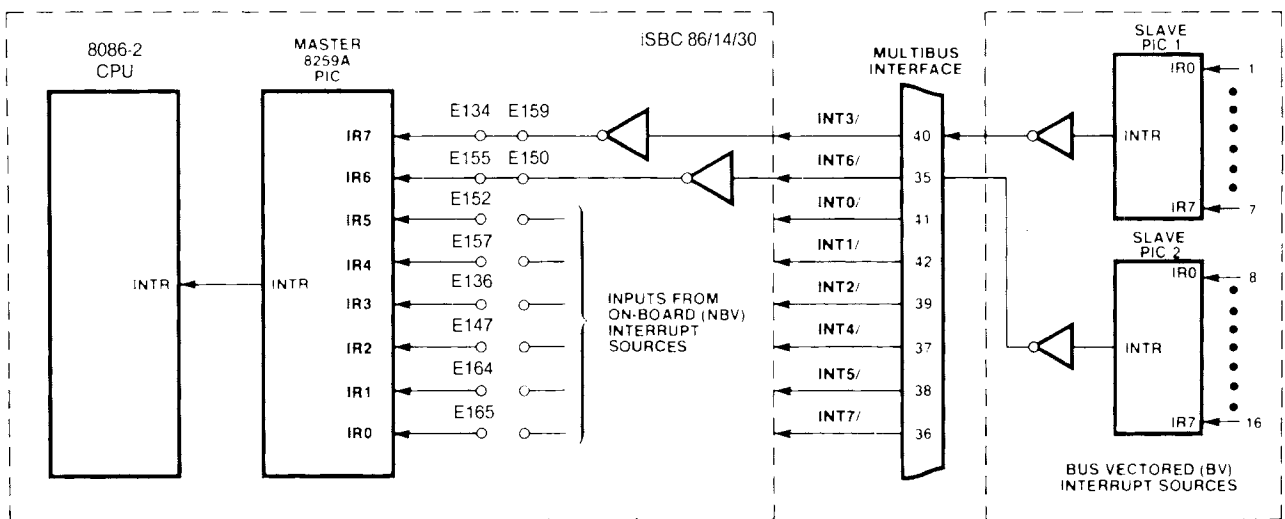 iSBC 86/14/30
8086-2
CPU
MASTER
8259A
PIC
MULTIBUS
INTERFACE
SLAVE
PIC 1
IR0
1
INTR
IR7
7
SLAVE
PIC 2
IR0
8
INTR
IR7
16
BUS VECTORED (BV)
INTERRUPT SOURCES
INTR
INTR
IR7
E134
E159
INT3/
40
IR6
E155
E150
INT6/
35
IR5
E152
INT0/
41
IR4
E157
INT1/
42
IR3
E136
INT2/
39
IR2
E147
INT4/
37
IR1
E164
INT5/
38
IR0
E165
INT7/
36
INPUTS FROM
ON-BOARD (NBV)
INTERRUPT
SOURCES